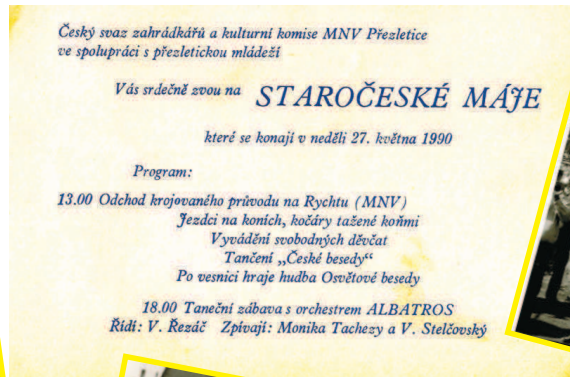 Český svaz zahrádkářů a kulturní komise MNV Přezletice
ve spolupráci s přezletickou mládeží
Vás srdečně zvou na STAROČESKÉ MÁJE
které se konají v neděli 27. května 1990
Program:
13.00 Odchod krojovaného průvodu na Rychtu (MNV)
Jezdci na koních, kočáry tažené koňmi
Vyvádění svobodných děvčat
Tančení „České besedy“
Po vesnici hraje hudba Osvětové besedy
18.00 Taneční zábava s orchestrem ALBATROS
Řídí: V. Řezáč Zpívají: Monika Tachezy a V. Stelčovský